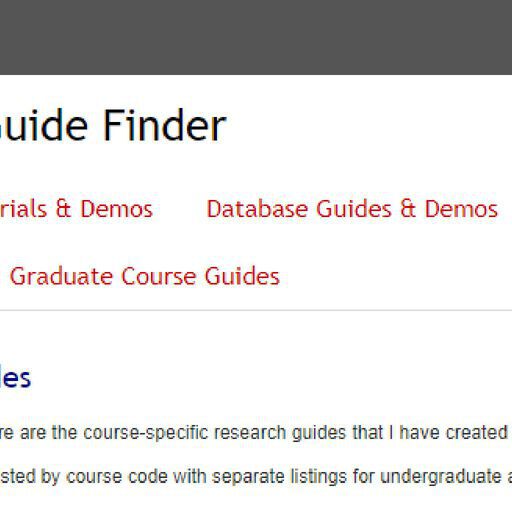 uide Finder
rials & Demos Database Guides & Demos
Graduate Course Guides
les
re are the course-specific research guides that I have created
sted by course code with separate listings for undergraduate a